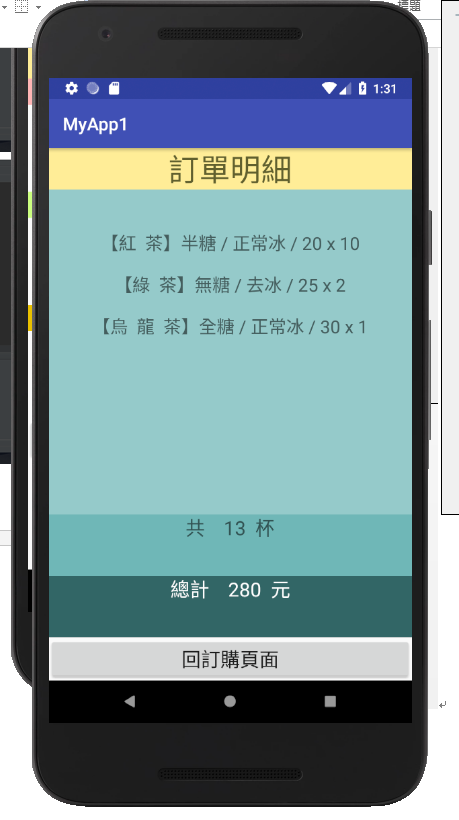 標題
1:31
MyApp1
訂單明細
【紅 茶】半糖 / 正常冰 / 20 x 10
【綠 茶】無糖 / 去冰 / 25 x 2
【烏 龍 茶】全糖 / 正常冰 / 30 x 1
共 13 杯
總計 280 元
回訂購頁面